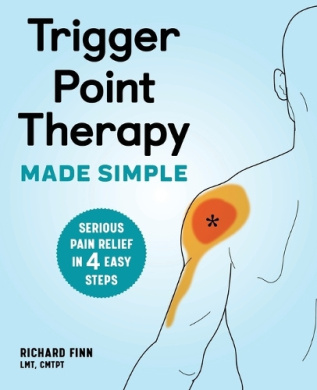 Trigger
Point
Therapy
MADE SIMPLE
SERIOUS
PAIN RELIEF
IN 4 EASY
STEPS
*
RICHARD FINN
LMT, CMTPT